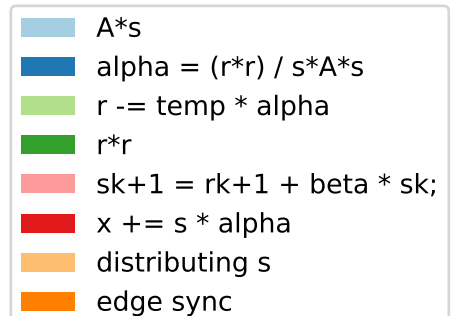 A*s
alpha = (r*r) / s*A*s
r -= temp * alpha
r*r
sk+1 = rk+1 + beta * sk;
x += s * alpha
distributing s
edge sync